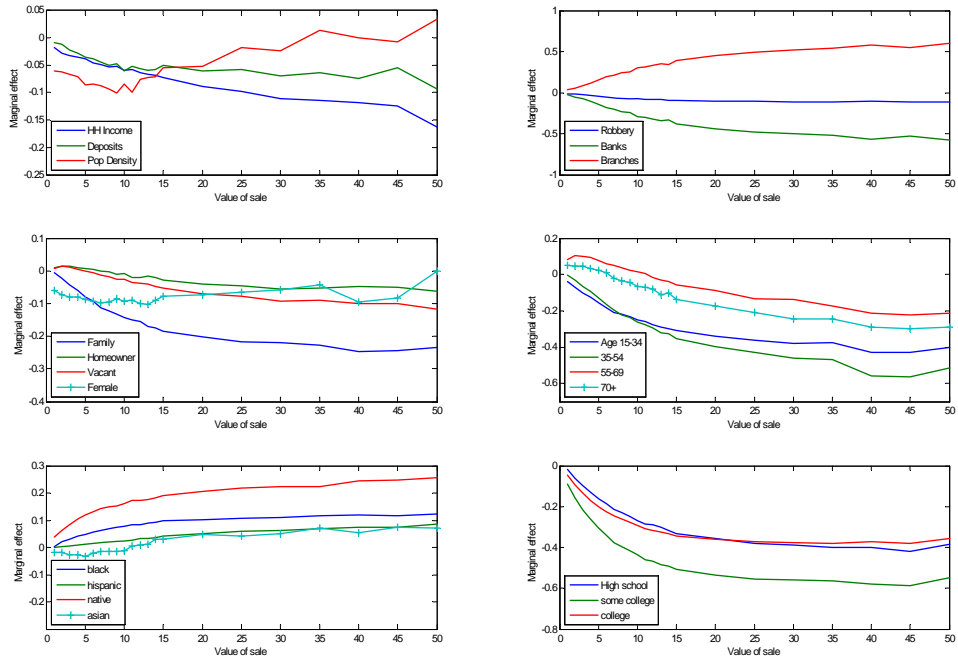 0.05
0
-0.05
-0.1
-0.15
-0.2
-0.25
Marginal effect
HH Income
Deposits
Pop Density
0 5 10 15 20 25 30 35 40 45 50
Value of sale
1
0.5
0
-0.5
-1
Marginal effect
Robbery
Banks
Branches
0 5 10 15 20 25 30 35 40 45 50
Value of sale
0.1
0
-0.1
-0.2
-0.3
-0.4
Marginal effect
Family
Homeowner
Vacant
Female
0 5 10 15 20 25 30 35 40 45 50
Value of sale
0.2
0
-0.2
-0.4
-0.6
Marginal effect
Age 15-34
35-54
55-69
70+
0 5 10 15 20 25 30 35 40 45 50
Value of sale
0.3
0.2
0.1
0
-0.1
-0.2
Marginal effect
black
hispanic
native
asian
0 5 10 15 20 25 30 35 40 45 50
Value of sale
0
-0.2
-0.4
-0.6
-0.8
Marginal effect
High school
some college
college
0 5 10 15 20 25 30 35 40 45 50
Value of sale